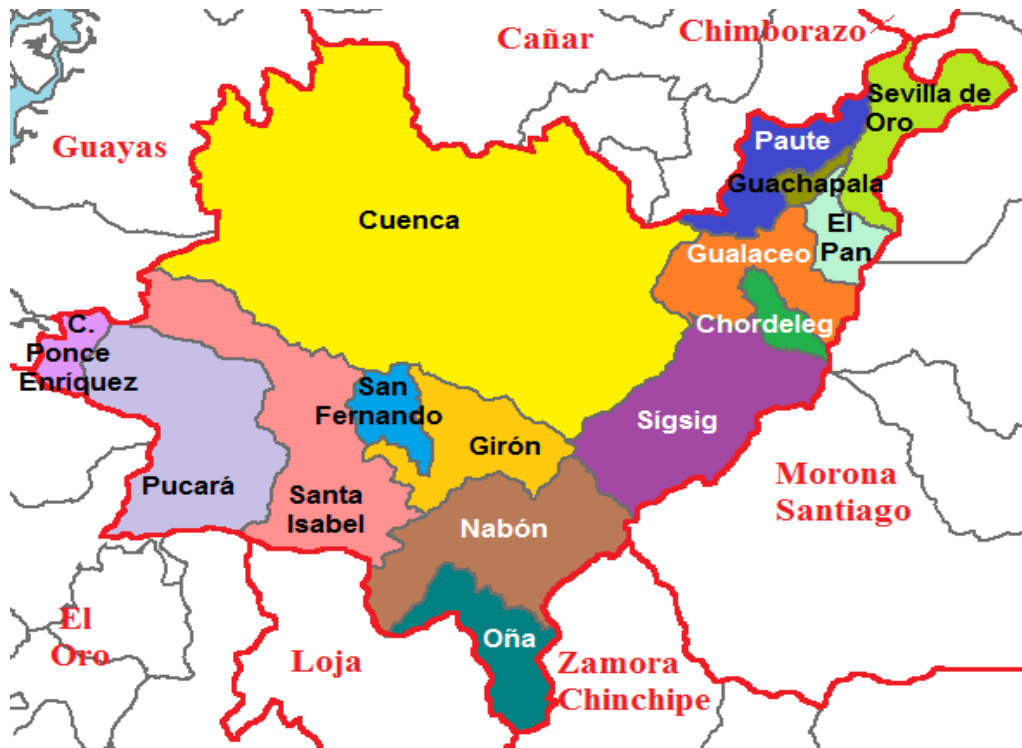 Cañar
Chimborazo
Sevilla de
Oro
Guayas
Paute
Guachapala
Cuenca
El
Pan
Gualaceo
C.
Ponce
Enríquez
Chordeleg
San
Fernando
Girón
Sígsig
Pucará
Santa
Isabel
Nabón
Morona
Santiago
El
Oro
Loja
Oña
Zamora
Chinchipe